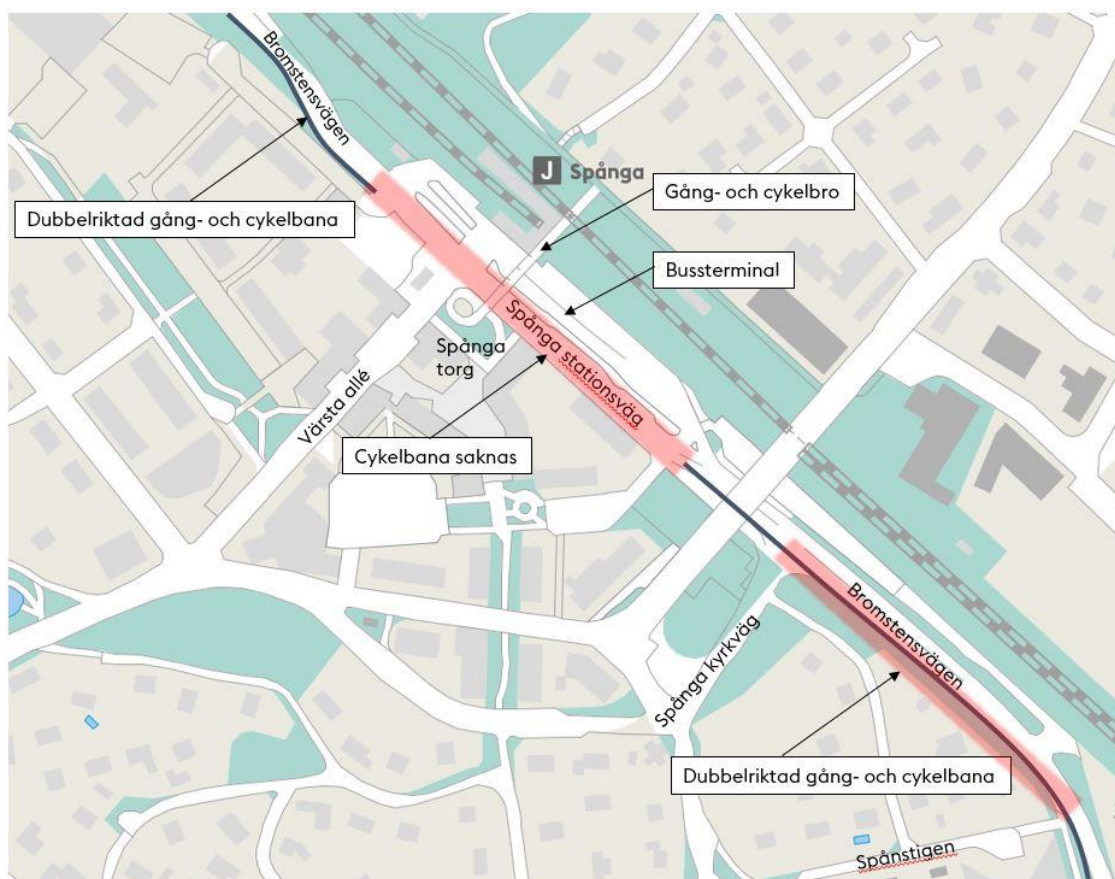 Bromstensvägen
J Spånga
Gång- och cykelbro
Dubbelriktad gång- och cykelbana
Bussterminal
Spånga stationsväg
Spånga
torg
Värsta allé
Cykelbana saknas
Bromstensvägen
Spånga kyrkväg
Dubbelriktad gång- och cykelbana
Spånstigen